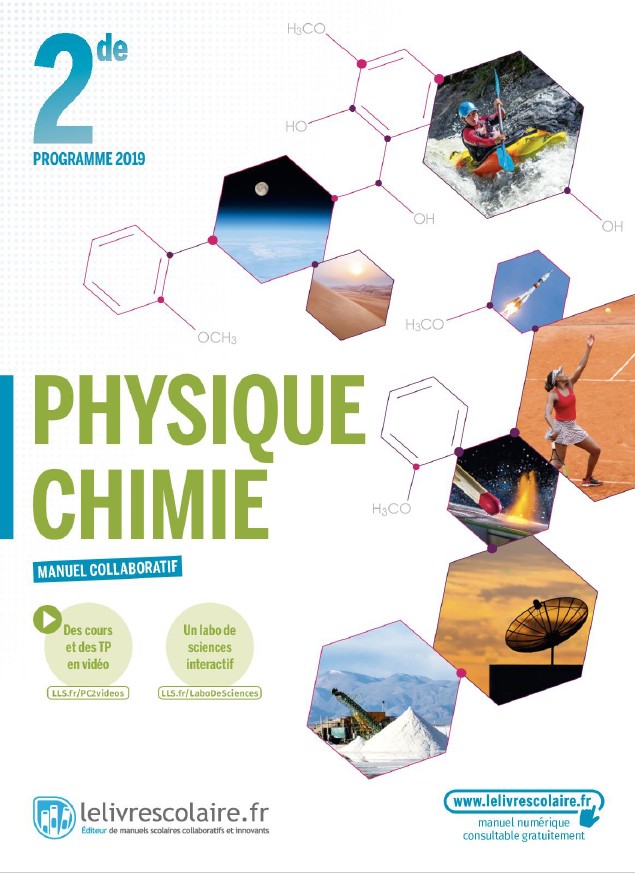 2de
PROGRAMME 2019
H₃CO
HO
OH
OH
OCH₃
H₃CO
H₃CO
PHYSIQUE
CHIMIE
MANUEL COLLABORATIF
Des cours
et des TP
en vidéo
LLS.fr/PC2videos
Un labo de
sciences
interactif
LLS.fr/LaboDeSciences
lelivrescolaire.fr
Éditeur de manuels scolaires collaboratifs et innovants
www.lelivrescolaire.fr
manuel numérique
consultable gratuitement